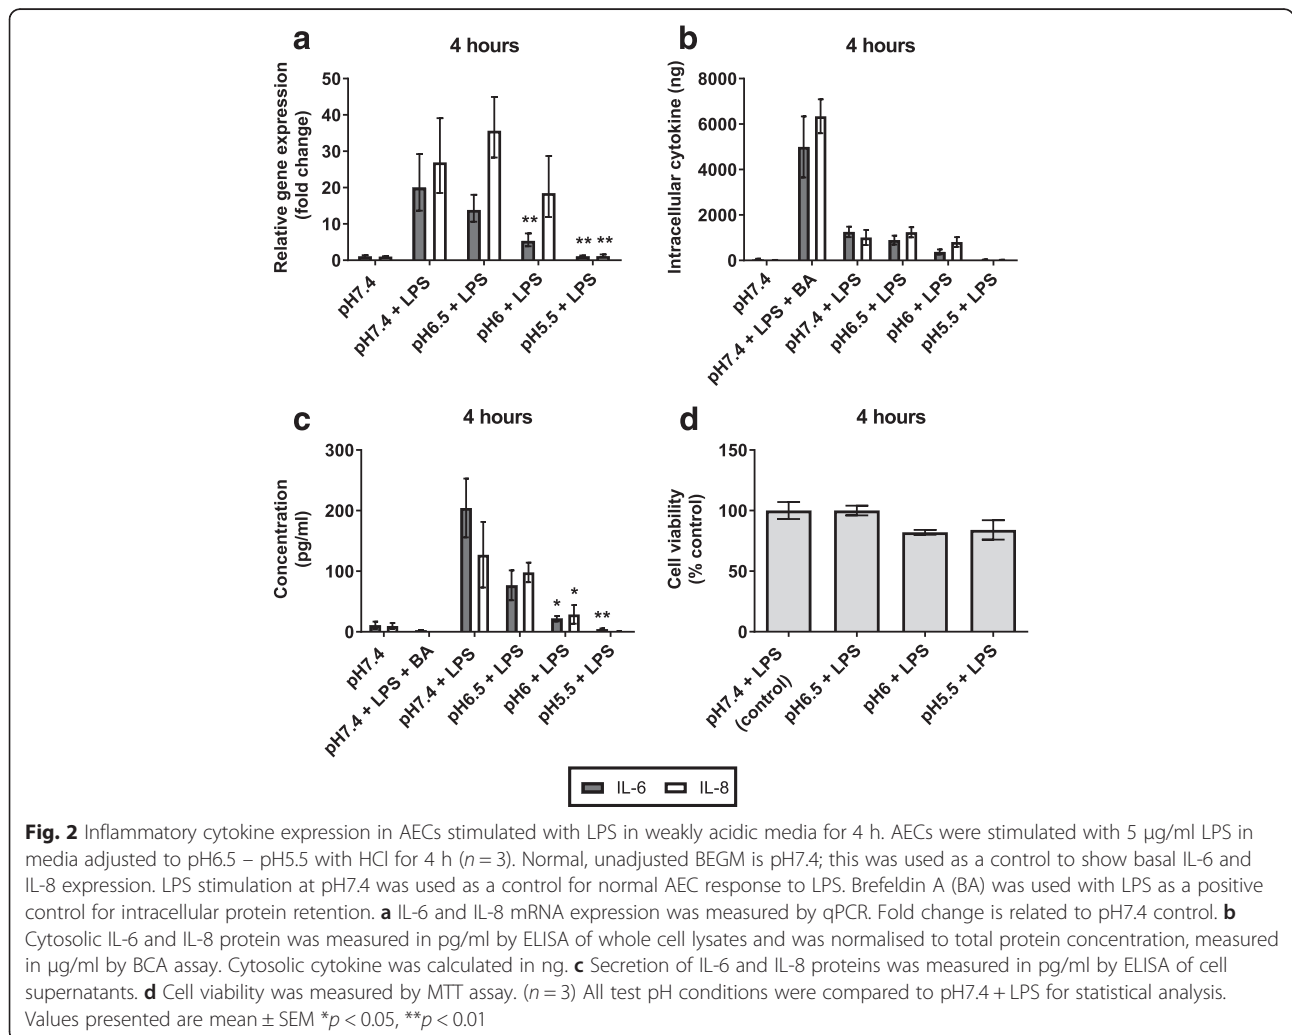 a
4 hours
Relative gene expression
(fold change)
50
40
30
20
10
0
**
** **
pH7.4
pH7.4 + LPS
pH6.5 + LPS
pH6 + LPS
pH5.5 + LPS
b
4 hours
Intracellular cytokine (ng)
8000
6000
4000
2000
0
pH7.4
pH7.4 + LPS + BA
pH7.4 + LPS
pH6.5 + LPS
pH6 + LPS
pH5.5 + LPS
c
4 hours
Concentration
(pg/ml)
300
200
100
0
* *
**
pH7.4
pH7.4 + LPS + BA
pH7.4 + LPS
pH6.5 + LPS
pH6 + LPS
pH5.5 + LPS
d
4 hours
Cell viability
(% control)
150
100
50
0
pH7.4 + LPS
(control)
pH6.5 + LPS
pH6 + LPS
pH5.5 + LPS
IL-6 IL-8
Fig. 2 Inflammatory cytokine expression in AECs stimulated with LPS in weakly acidic media for 4 h. AECs were stimulated with 5 μg/ml LPS in
media adjusted to pH6.5 – pH5.5 with HCl for 4 h (n = 3). Normal, unadjusted BEGM is pH7.4; this was used as a control to show basal IL-6 and
IL-8 expression. LPS stimulation at pH7.4 was used as a control for normal AEC response to LPS. Brefeldin A (BA) was used with LPS as a positive
control for intracellular protein retention. a IL-6 and IL-8 mRNA expression was measured by qPCR. Fold change is related to pH7.4 control. b
Cytosolic IL-6 and IL-8 protein was measured in pg/ml by ELISA of whole cell lysates and was normalised to total protein concentration, measured
in μg/ml by BCA assay. Cytosolic cytokine was calculated in ng. c Secretion of IL-6 and IL-8 proteins was measured in pg/ml by ELISA of cell
supernatants. d Cell viability was measured by MTT assay. (n = 3) All test pH conditions were compared to pH7.4 + LPS for statistical analysis.
Values presented are mean ± SEM *p < 0.05, **p < 0.01